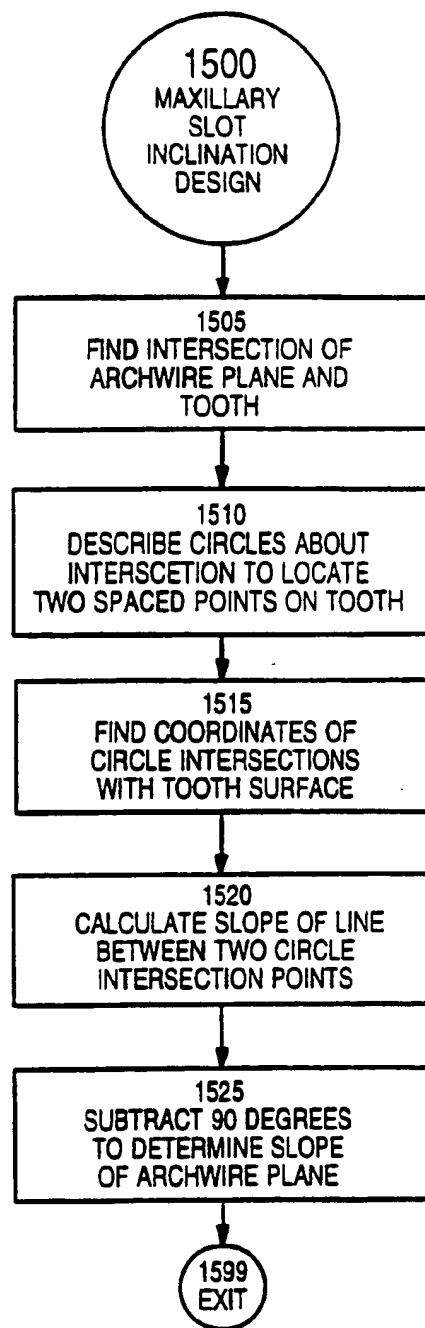 1500
MAXILLARY
SLOT
INCLINATION
DESIGN
1505
FIND INTERSECTION OF
ARCHWIRE PLANE AND
TOOTH
1510
DESCRIBE CIRCLES ABOUT
INTERSCETION TO LOCATE
TWO SPACED POINTS ON TOOTH
1515
FIND COORDINATES OF
CIRCLE INTERSECTIONS
WITH TOOTH SURFACE
1520
CALCULATE SLOPE OF LINE
BETWEEN TWO CIRCLE
INTERSECTION POINTS
1525
SUBTRACT 90 DEGREES
TO DETERMINE SLOPE
OF ARCHWIRE PLANE
1599
EXIT